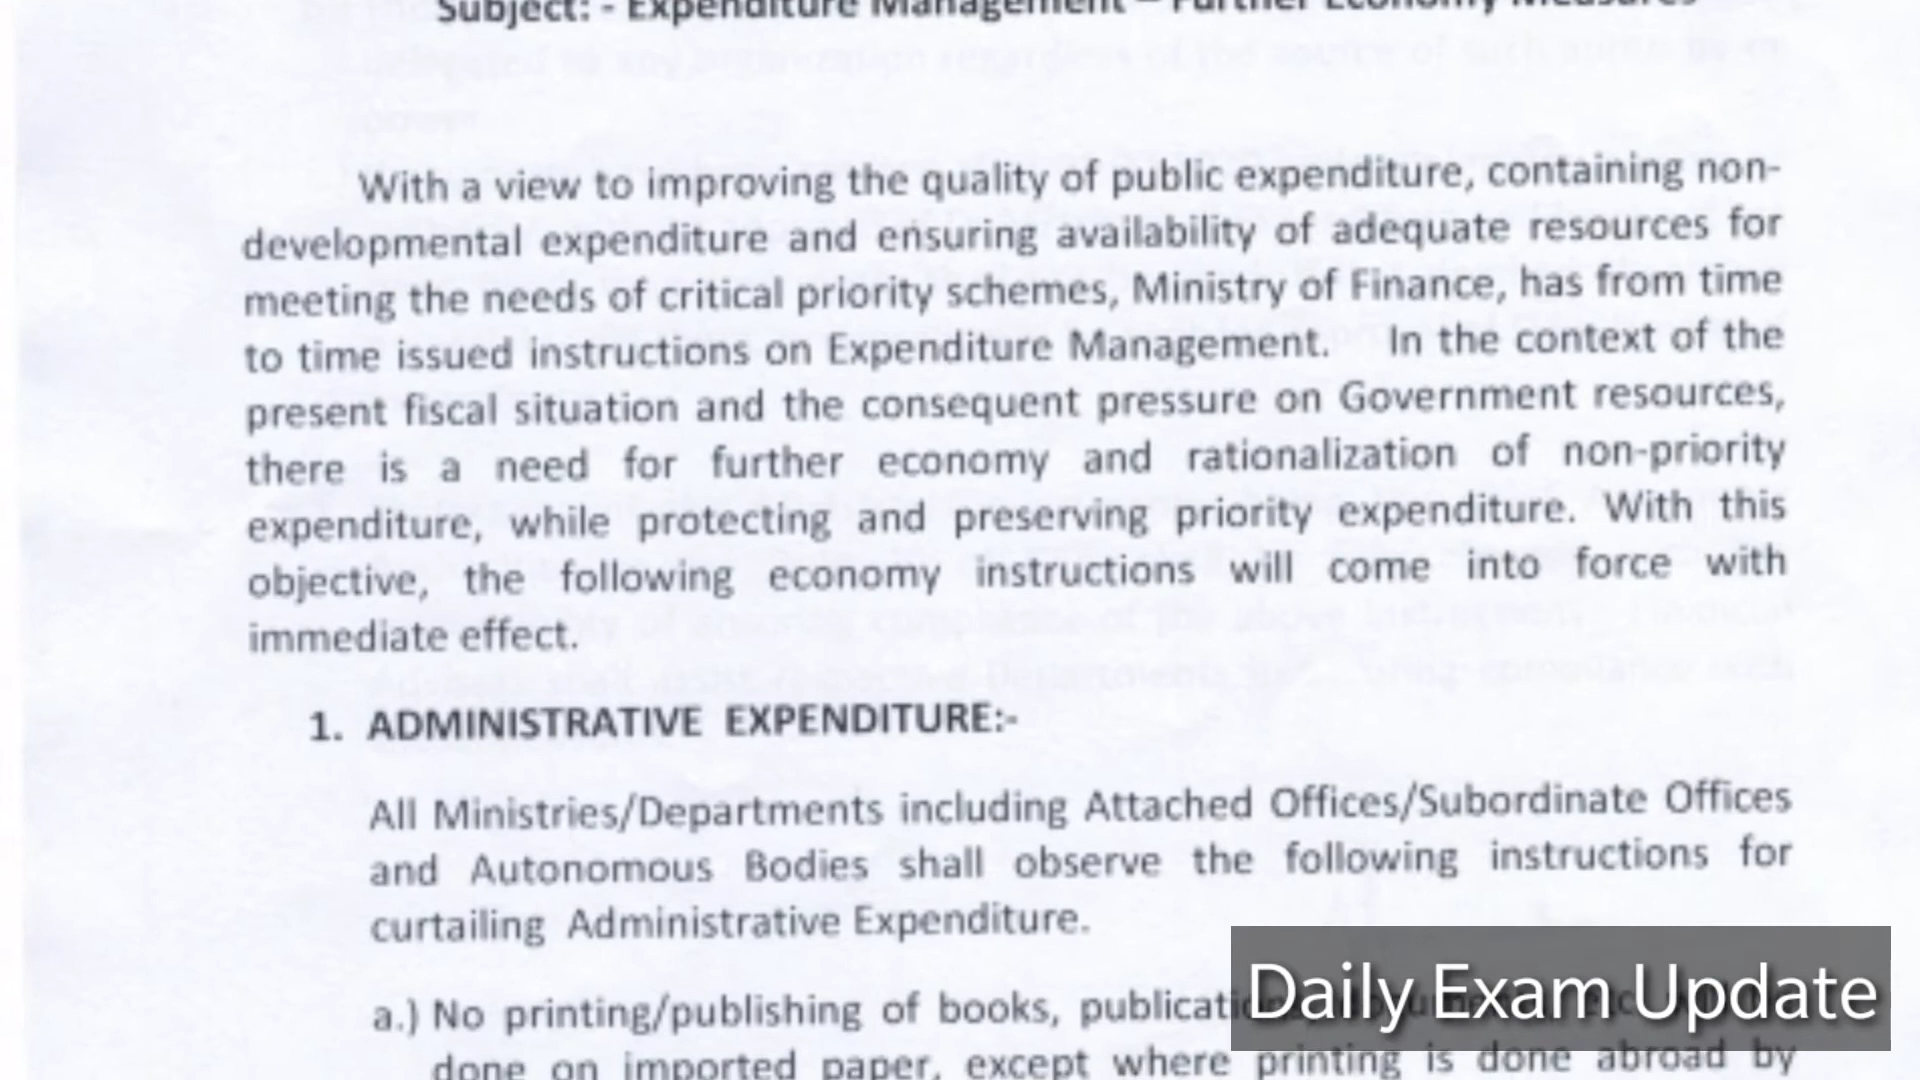 Subject: - Expenditure Management – Further Economy Measures
With a view to improving the quality of public expenditure, containing non-
developmental expenditure and ensuring availability of adequate resources for
meeting the needs of critical priority schemes, Ministry of Finance, has from time
to time issued instructions on Expenditure Management. In the context of the
present fiscal situation and the consequent pressure on Government resources,
there is a need for further economy and rationalization of non-priority
expenditure, while protecting and preserving priority expenditure. With this
objective, the following economy instructions will come into force with
immediate effect.
1. ADMINISTRATIVE EXPENDITURE:-
All Ministries/Departments including Attached Offices/Subordinate Offices
and Autonomous Bodies shall observe the following instructions for
curtailing Administrative Expenditure.
a.) No printing/publishing of books,
done on imported paper, except where printing is done abroad by
Daily Exam Update